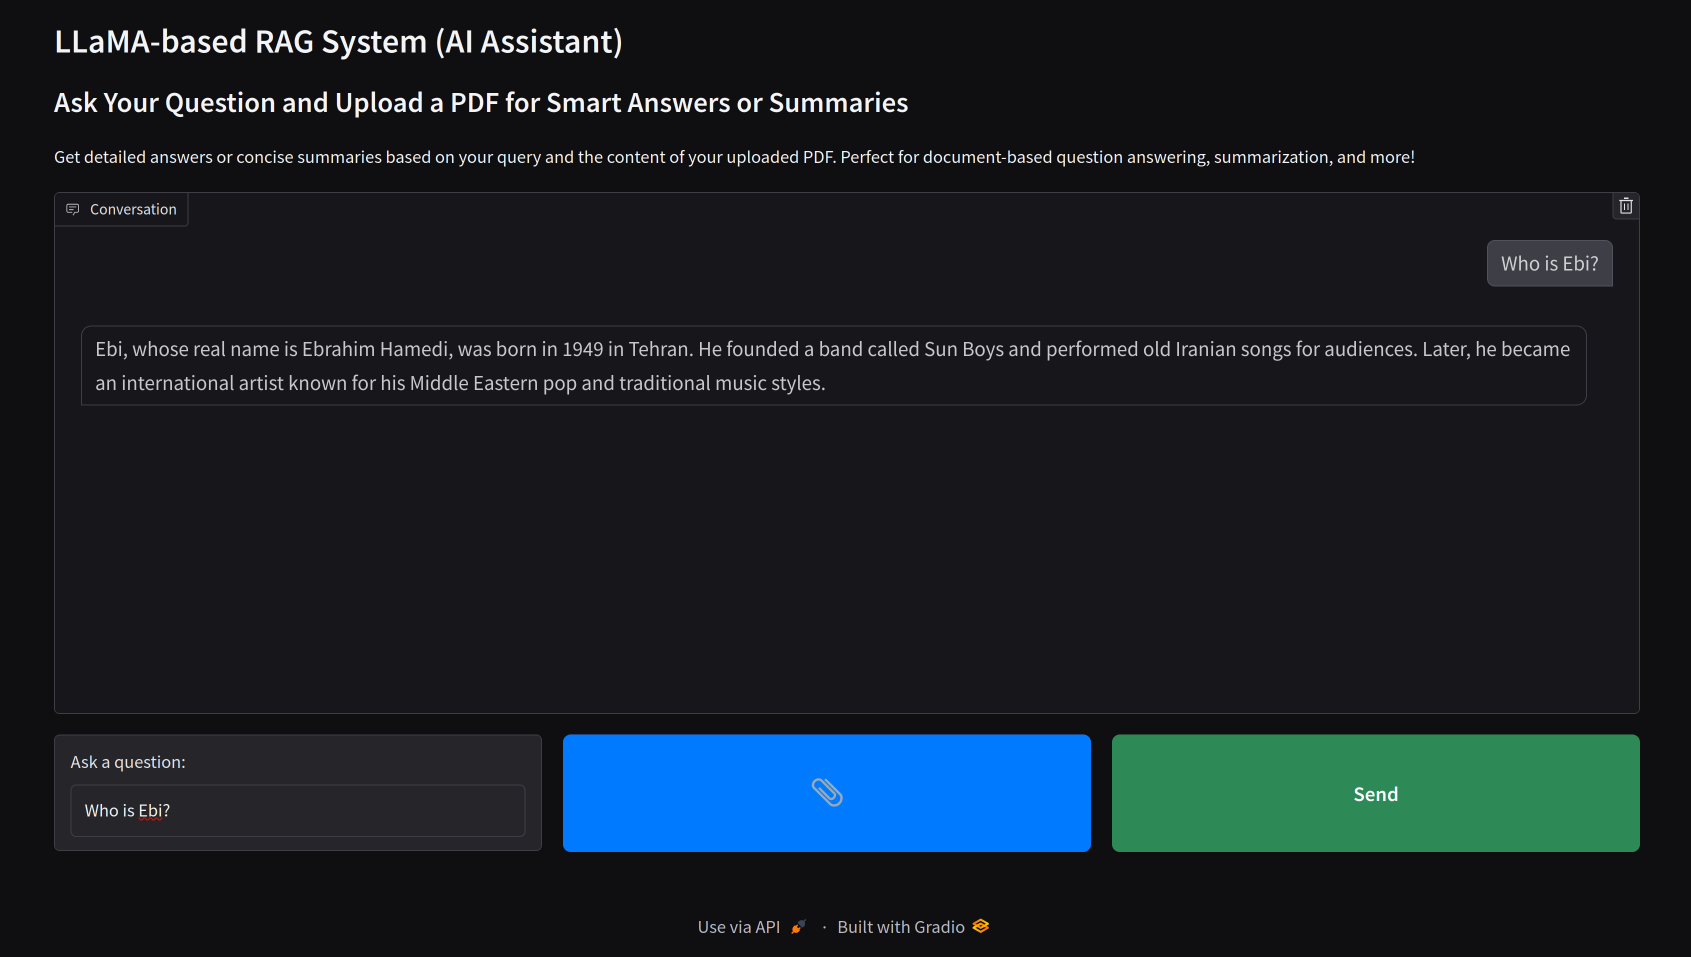 LLaMA-based RAG System (AI Assistant)
Ask Your Question and Upload a PDF for Smart Answers or Summaries
Get detailed answers or concise summaries based on your query and the content of your uploaded PDF. Perfect for document-based question answering, summarization, and more!
Conversation
Who is Ebi?
Ebi, whose real name is Ebrahim Hamedi, was born in 1949 in Tehran. He founded a band called Sun Boys and performed old Iranian songs for audiences. Later, he became
an international artist known for his Middle Eastern pop and traditional music styles.
Ask a question:
Who is Ebi?
Send
Use via API · Built with Gradio